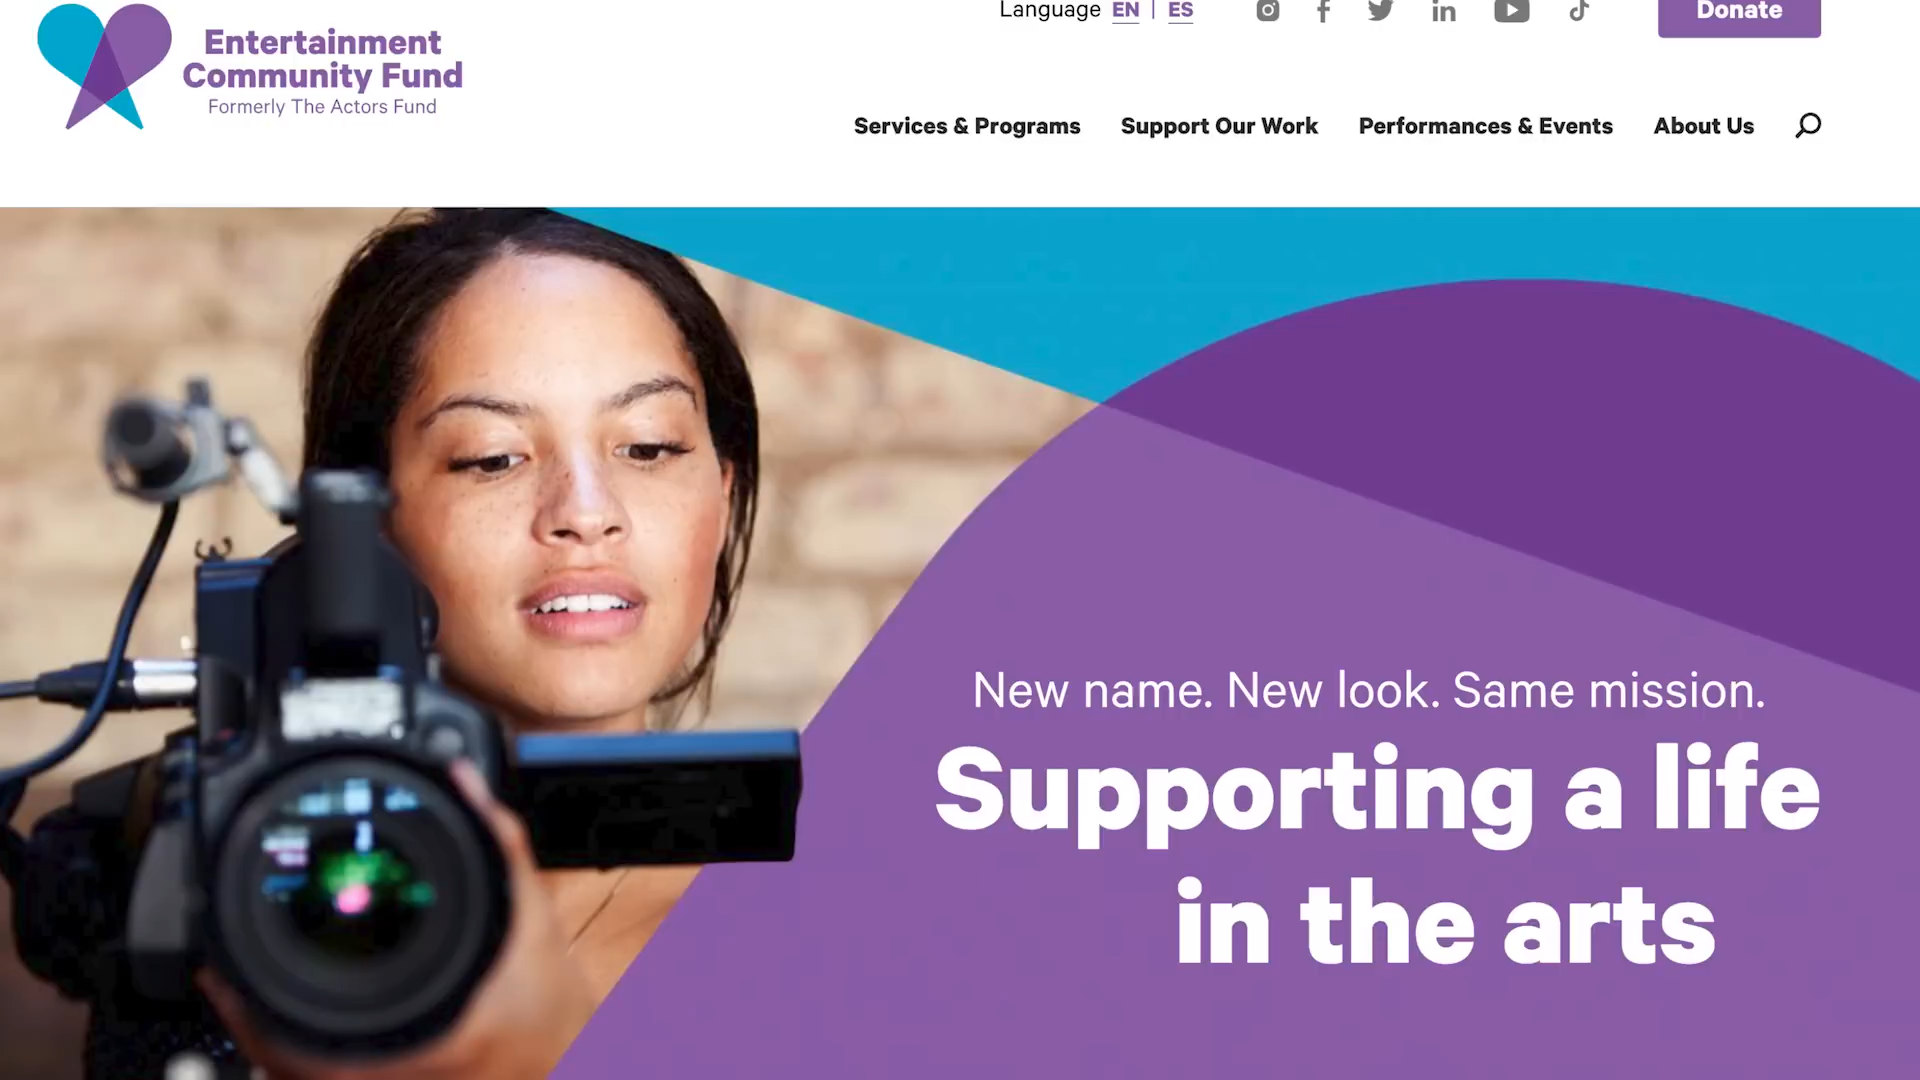 Language EN | ES
Donate
Entertainment
Community Fund
Formerly The Actors Fund
Services & Programs
Support Our Work
Performances & Events
About Us
New name. New look. Same mission.
Supporting a life
in the arts